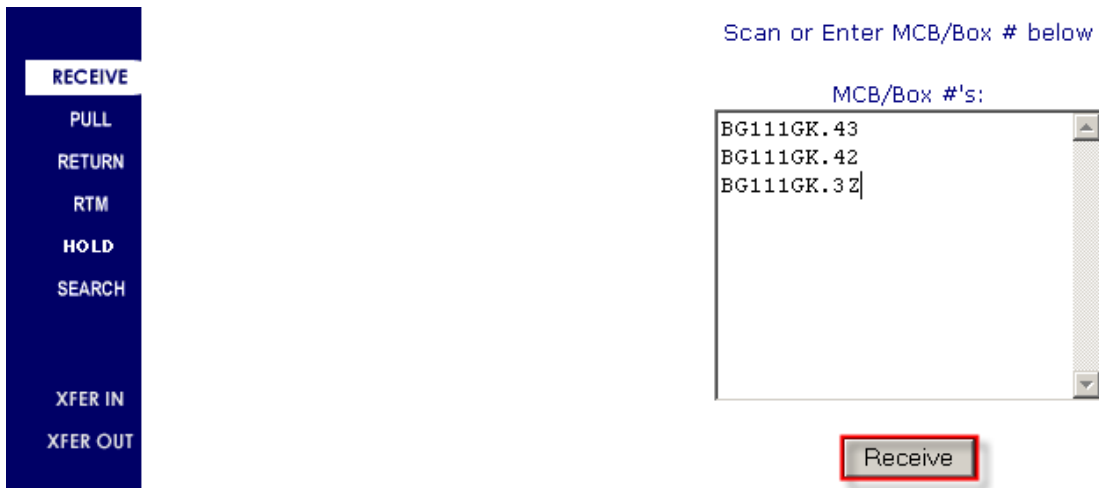 RECEIVE
PULL
RETURN
RTM
HOLD
SEARCH
XFER IN
XFER OUT
Scan or Enter MCB/Box # below
MCB/Box #'s:
BG111GK.43
BG111GK.42
BG111GK.3Z
Receive